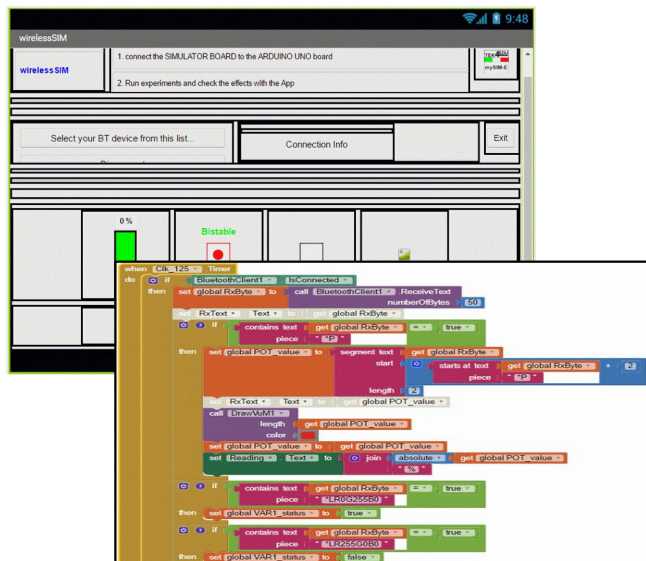 9:48
wirelessSIM
wirelessSIM
1. connect the SIMULATOR BOARD to the ARDUINO UNO board
2. Run experiments and check the effects with the App
mySIM-E
Select your BT device from this list...
Connection Info
Exit
0 %
Bistable
when Clk_125 .Timer
do if BluetoothClient1 . IsConnected
then set global RxByte to call BluetoothClient1 .ReceiveText
numberOfBytes 50
set RxText . Text to get global RxByte
if contains text get global RxByte = true
piece "*P"
then set global POT_value to segment text get global RxByte
start starts at text get global RxByte + 2
piece "*P"
length 2
set RxText . Text to get global POT_value
call DrawVuM1
length get global POT_value
color
set global POT_value to get global POT_value
set Reading . Text to join absolute get global POT_value
"%"
if contains text get global RxByte = true
piece "*LR0G255B0"
then set global VAR1_status to true
if contains text get global RxByte = true
piece "*LR255G0B0"
then set global VAR1_status to false